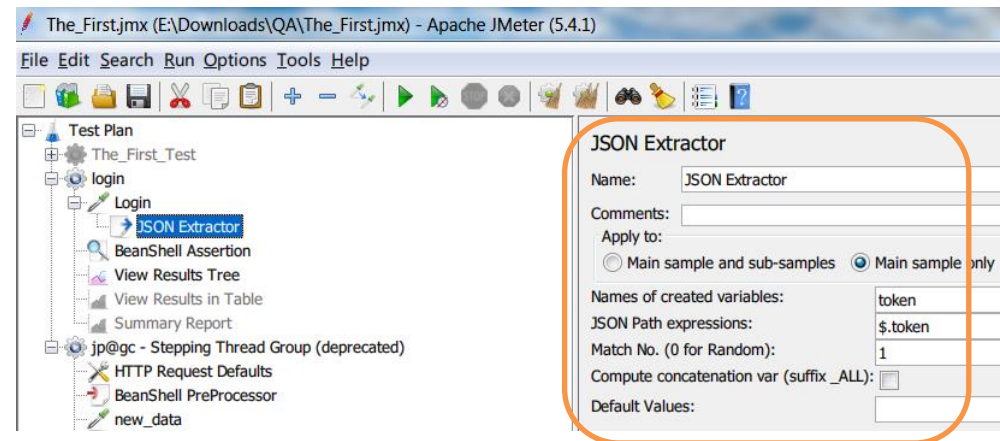 The_First.jmx (E:\Downloads\QA\The_First.jmx) - Apache JMeter (5.4.1)
File Edit Search Run Options Tools Help
STOP
Test Plan
The_First_Test
login
Login
JSON Extractor
BeanShell Assertion
View Results Tree
View Results in Table
Summary Report
jp@gc - Stepping Thread Group (deprecated)
HTTP Request Defaults
BeanShell PreProcessor
new_data
JSON Extractor
Name: JSON Extractor
Comments:
Apply to:
Main sample and sub-samples Main sample only
Names of created variables: token
JSON Path expressions: $.token
Match No. (0 for Random): 1
Compute concatenation var (suffix _ALL):
Default Values: